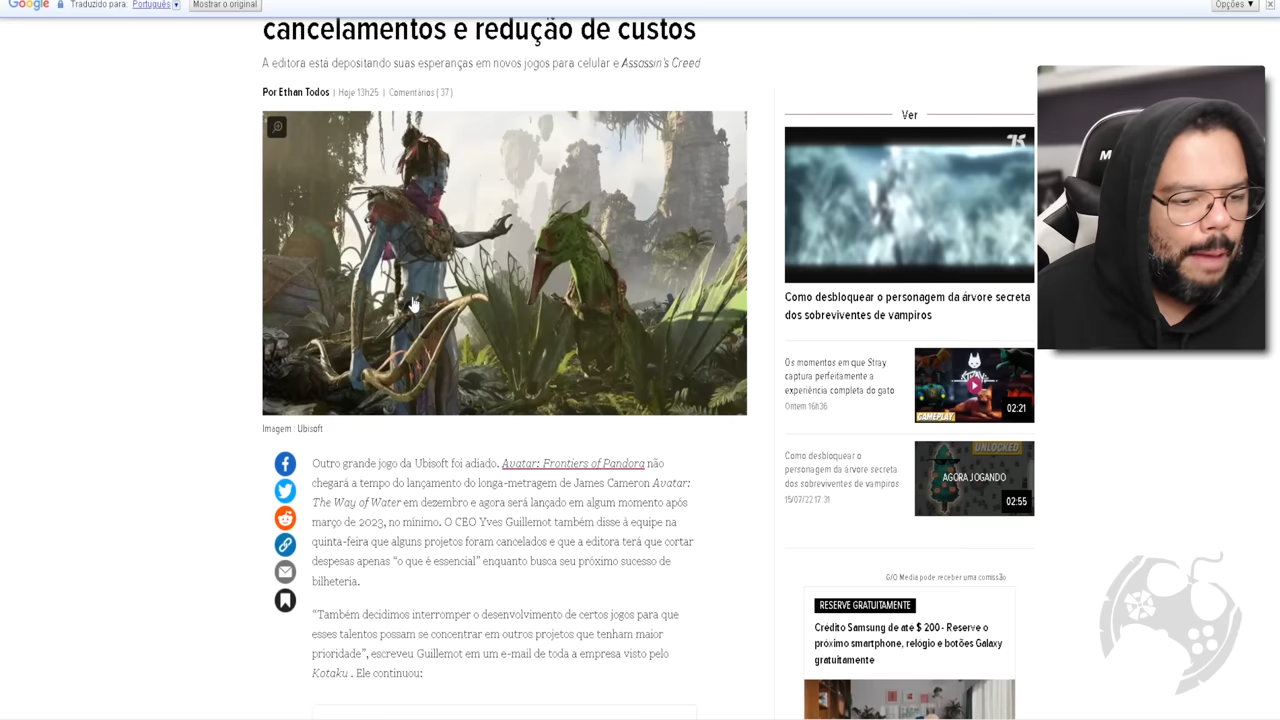 Google
Traduzido para: Português
Mostrar o original
Opções ▼
cancelamentos e redução de custos
A editora está depositando suas esperanças em novos jogos para celular e Assassin's Creed
Por Ethan Todos | Hoje 13h25 | Comentários ( 37 )
Imagem : Ubisoft
Outro grande jogo da Ubisoft foi adiado. Avatar: Frontiers of Pandora não
chegará a tempo do lançamento do longa-metragem de James Cameron Avatar:
The Way of Water em dezembro e agora será lançado em algum momento após
março de 2023, no mínimo. O CEO Yves Guillemot também disse à equipe na
quinta-feira que alguns projetos foram cancelados e que a editora terá que cortar
despesas apenas “o que é essencial” enquanto busca seu próximo sucesso de
bilheteria.
“Também decidimos interromper o desenvolvimento de certos jogos para que
esses talentos possam se concentrar em outros projetos que tenham maior
prioridade”, escreveu Guillemot em um e-mail de toda a empresa visto pelo
Kotaku . Ele continuou:
Ver
Como desbloquear o personagem da árvore secreta
dos sobreviventes de vampiros
Os momentos em que Stray
captura perfeitamente a
experiência completa do gato
Ontem 16h36
STRAY
GAMEPLAY
02:21
Como desbloquear o
personagem da árvore secreta
dos sobreviventes de vampiros
15/07/22 17:31
UNLOCKED
AGORA JOGANDO
02:55
G/O Media pode receber uma comissão
RESERVE GRATUITAMENTE
Crédito Samsung de até $ 200 - Reserve o
próximo smartphone, relógio e botões Galaxy
gratuitamente
M